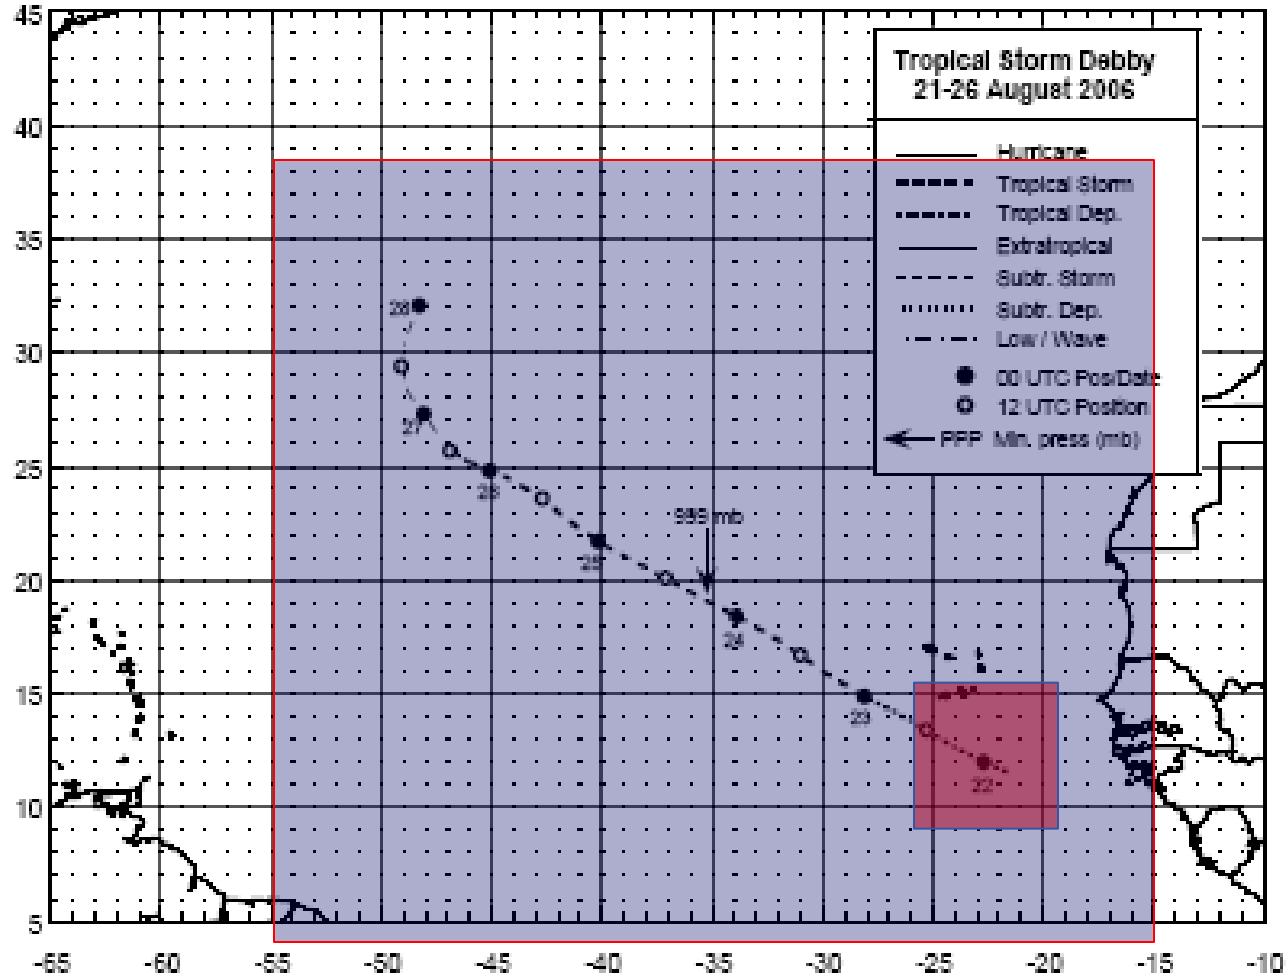 Tropical Storm Debby
21-26 August 2006
Hurricane
Tropical Storm
Tropical Dep.
Extratropical
Subtr. Storm
Subtr. Dep.
Low / Wave
00 UTC Pos/Date
12 UTC Position
PPP Min. press (mb)
45
40
35
30
25
20
15
10
5
28
27
26
25
999 mb
24
23
22
-65 -60 -55 -50 -45 -40 -35 -30 -25 -20 -15 -10